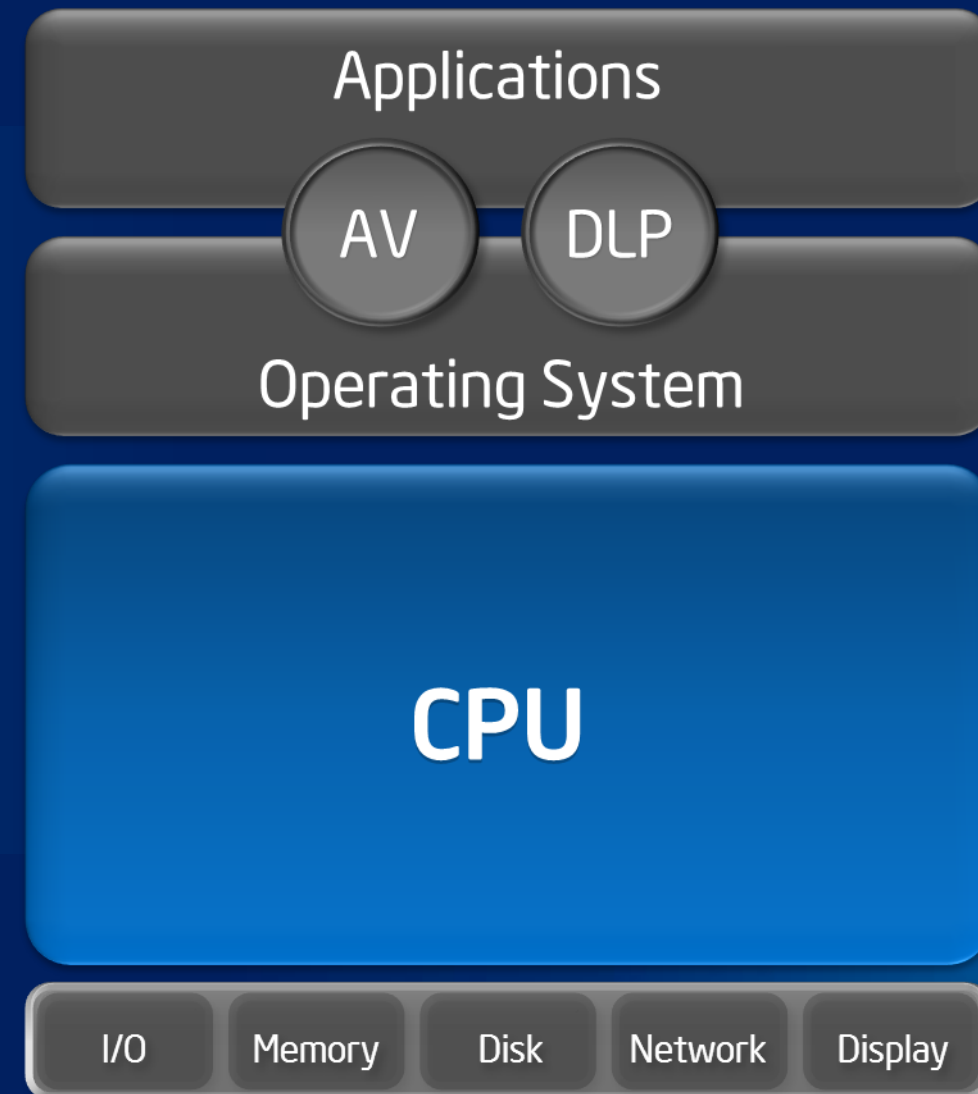 Applications
AV DLP
Operating System
CPU
I/O Memory Disk Network Display